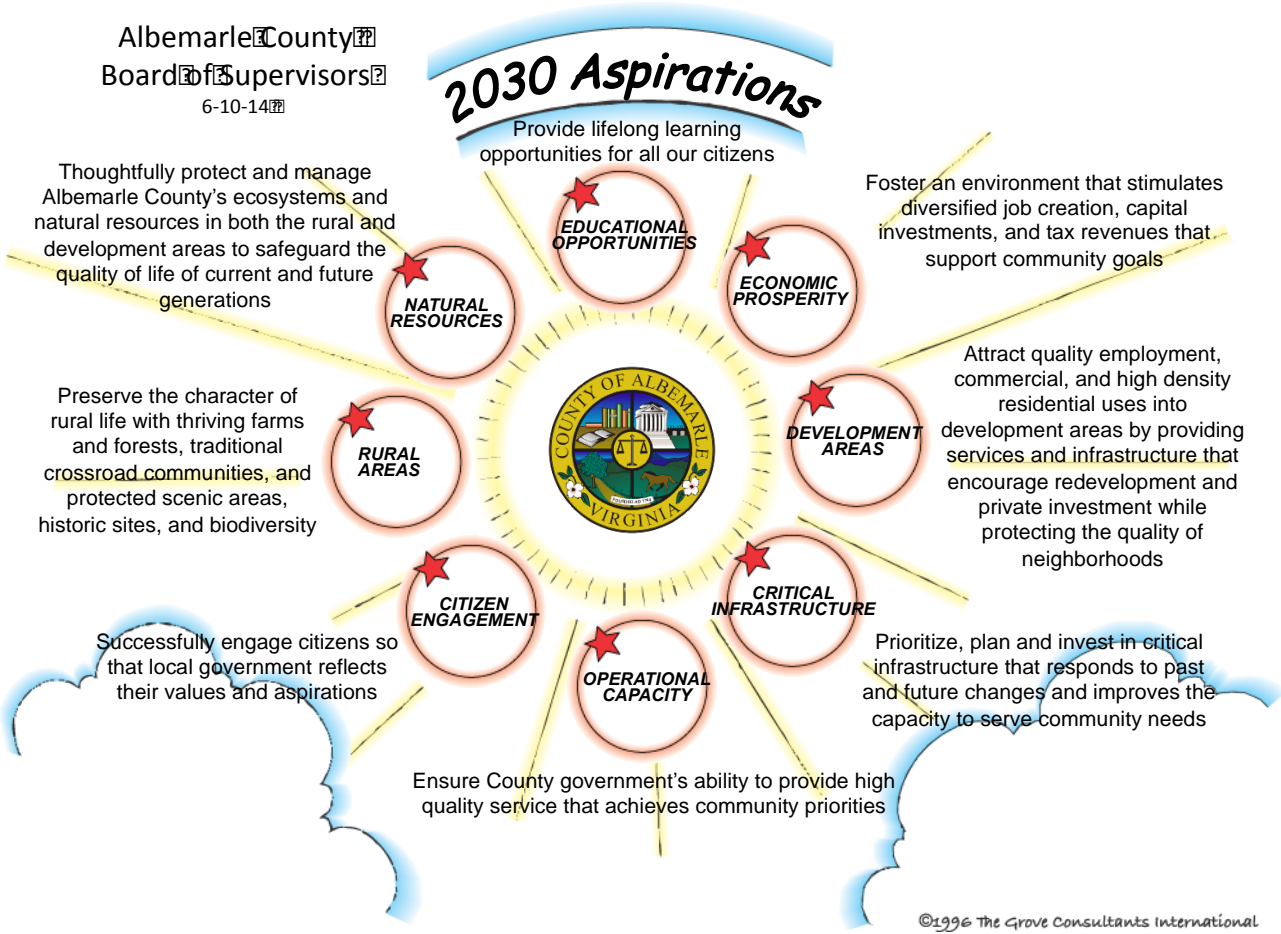 Albemarle County
Board of Supervisors
6-10-14
2030 Aspirations
Provide lifelong learning
opportunities for all our citizens
EDUCATIONAL
OPPORTUNITIES
Foster an environment that stimulates
diversified job creation, capital
investments, and tax revenues that
support community goals
ECONOMIC
PROSPERITY
Attract quality employment,
commercial, and high density
residential uses into
development areas by providing
services and infrastructure that
encourage redevelopment and
private investment while
protecting the quality of
neighborhoods
DEVELOPMENT
AREAS
Prioritize, plan and invest in critical
infrastructure that responds to past
and future changes and improves the
capacity to serve community needs
CRITICAL
INFRASTRUCTURE
Ensure County government's ability to provide high
quality service that achieves community priorities
OPERATIONAL
CAPACITY
Successfully engage citizens so
that local government reflects
their values and aspirations
CITIZEN
ENGAGEMENT
Preserve the character of
rural life with thriving farms
and forests, traditional
crossroad communities, and
protected scenic areas,
historic sites, and biodiversity
RURAL
AREAS
Thoughtfully protect and manage
Albemarle County's ecosystems and
natural resources in both the rural and
development areas to safeguard the
quality of life of current and future
generations
NATURAL
RESOURCES
COUNTY OF ALBEMARLE
VIRGINIA
©1996 The Grove Consultants International